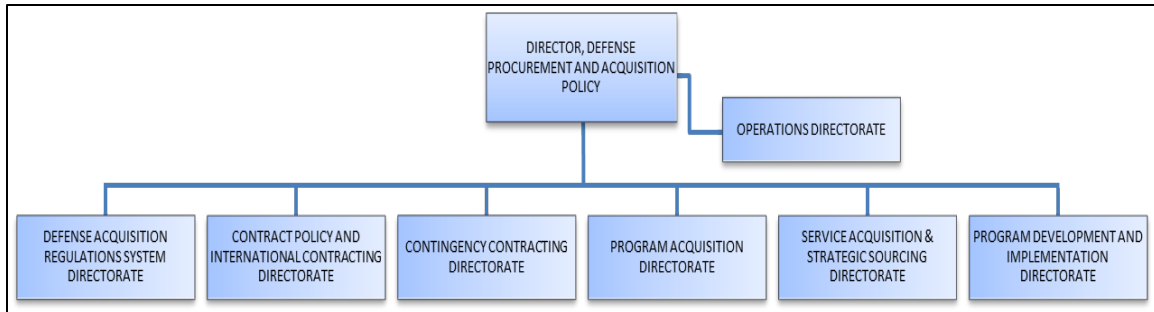 DIRECTOR, DEFENSE
PROCUREMENT AND ACQUISITION
POLICY
OPERATIONS DIRECTORATE
DEFENSE ACQUISITION
REGULATIONS SYSTEM
DIRECTORATE
CONTRACT POLICY AND
INTERNATIONAL CONTRACTING
DIRECTORATE
CONTINGENCY CONTRACTING
DIRECTORATE
PROGRAM ACQUISITION
DIRECTORATE
SERVICE ACQUISITION &
STRATEGIC SOURCING
DIRECTORATE
PROGRAM DEVELOPMENT AND
IMPLEMENTATION
DIRECTORATE